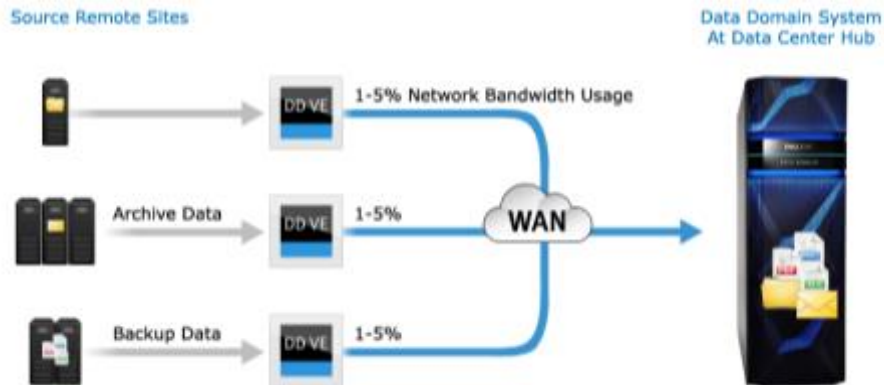 Source Remote Sites
Data Domain System
At Data Center Hub
DD VE
1-5% Network Bandwidth Usage
Archive Data
DD VE
1-5%
WAN
Backup Data
DD VE
1-5%